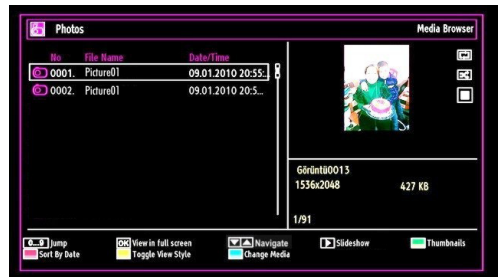 Photos Media Browser
No File Name Date/Time
0001. Picture01 09.01.2010 20:55:..
0002. Picture01 09.01.2010 20:5...
Görüntü0013
1536x2048 427 KB
1/91
0...9 Jump OK View in full screen Navigate Slideshow Thumbnails
Sort By Date Toggle View Style Change Media